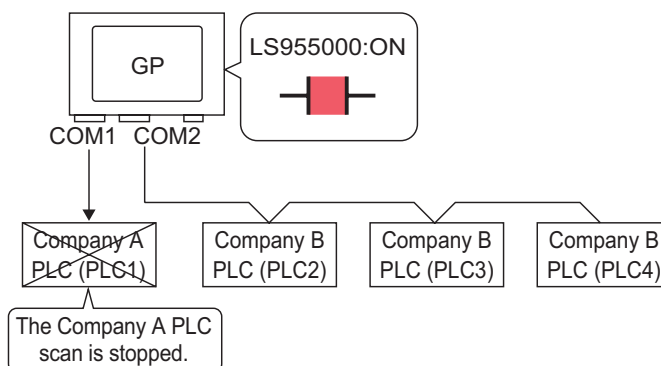 GP
LS955000:ON
COM1 COM2
Company A
PLC (PLC1)
Company B
PLC (PLC2)
Company B
PLC (PLC3)
Company B
PLC (PLC4)
The Company A PLC
scan is stopped.